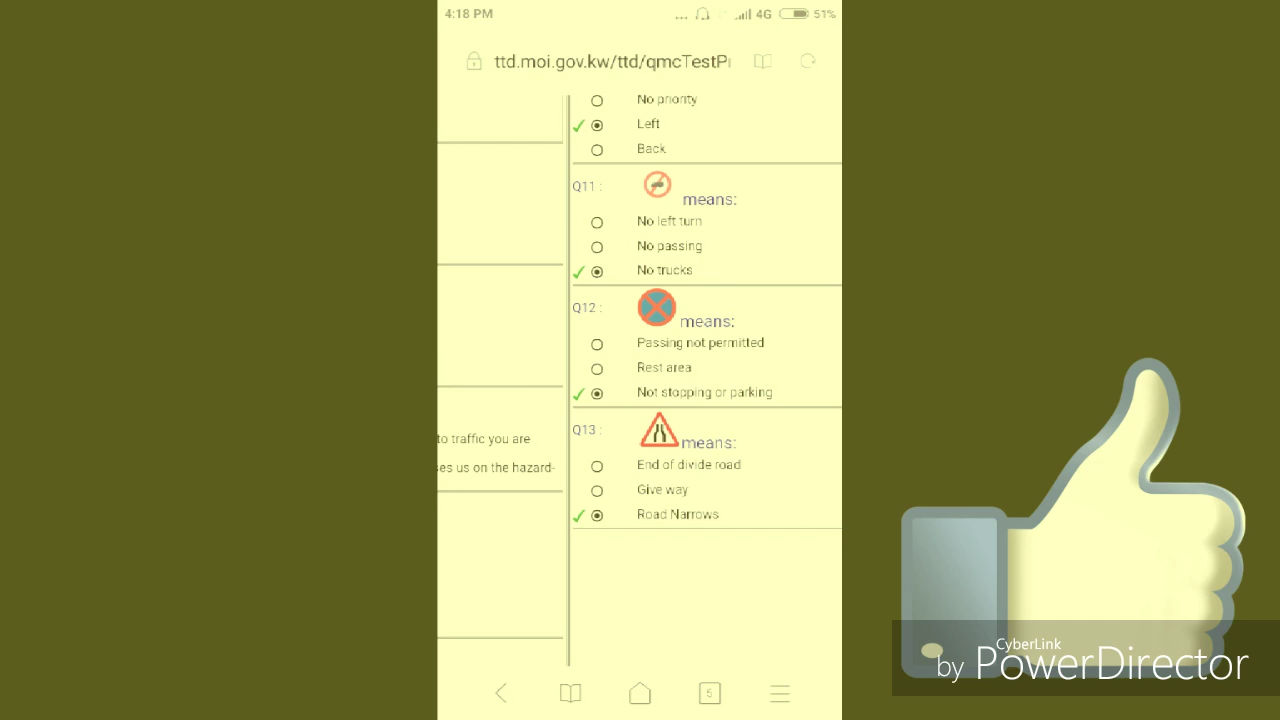 4:18 PM
... 4G 51%
ttd.moi.gov.kw/ttd/qmcTestP
No priority
Left
Back
Q11 :
means:
No left turn
No passing
No trucks
Q12 :
means:
Passing not permitted
Rest area
Not stopping or parking
to traffic you are
ses us on the hazard-
Q13 :
means:
End of divide road
Give way
Road Narrows
5
CyberLink
by PowerDirector